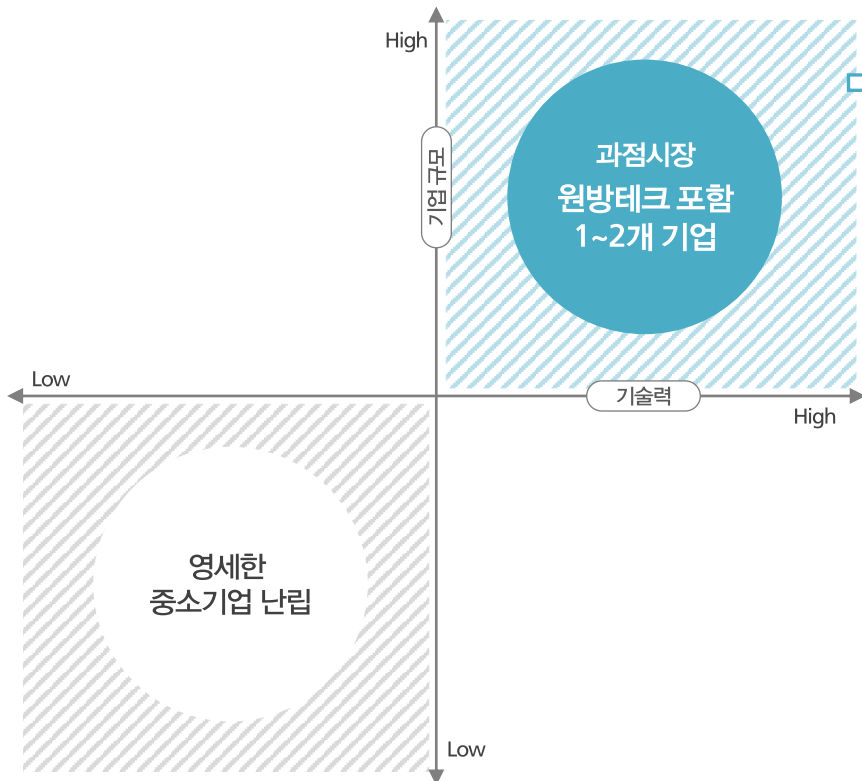 High
기업 규모
과점시장
원방테크 포함
1~2개 기업
Low
기술력
High
영세한
중소기업 난립
Low